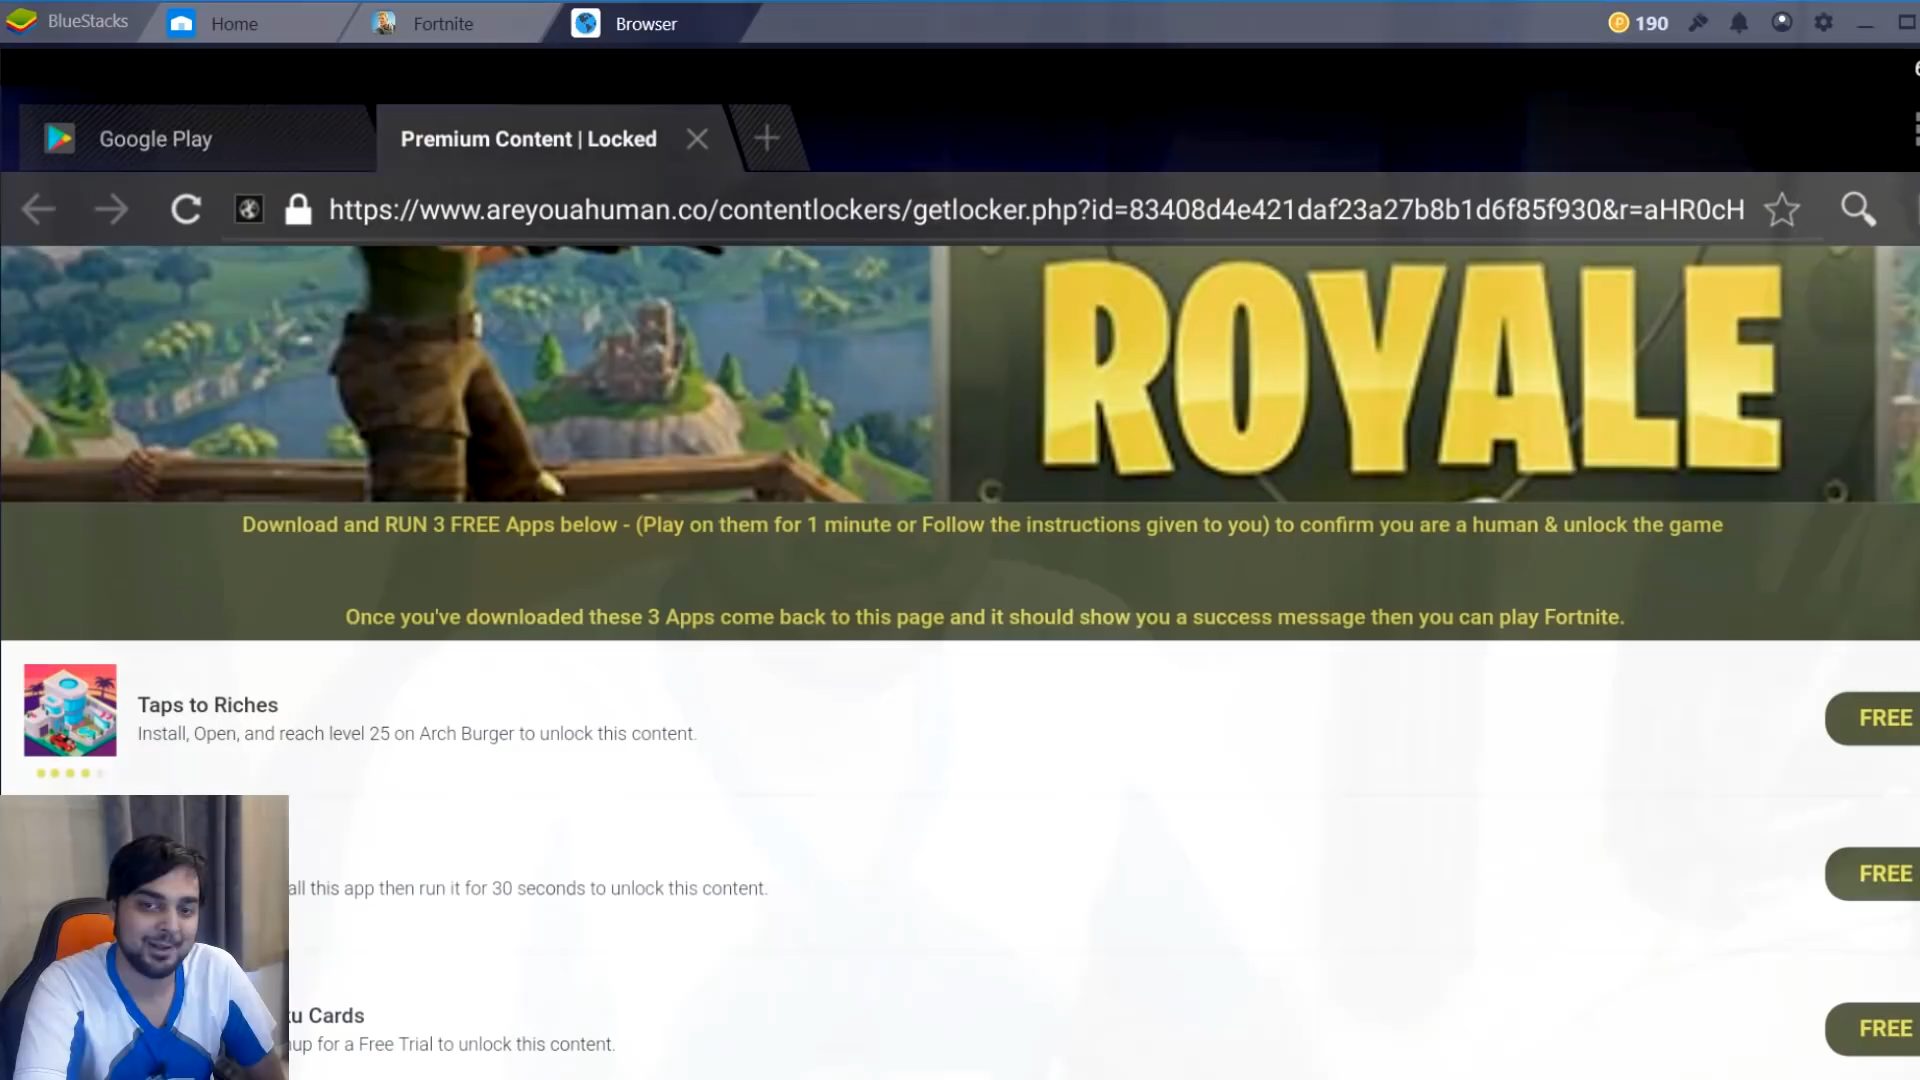 BlueStacks
Home
Fortnite
Browser
190
Google Play
Premium Content | Locked
https://www.areyouahuman.co/contentlockers/getlocker.php?id=83408d4e421daf23a27b8b1d6f85f930&r=aHR0cH
ROYALE
Download and RUN 3 FREE Apps below - (Play on them for 1 minute or Follow the instructions given to you) to confirm you are a human & unlock the game
Once you've downloaded these 3 Apps come back to this page and it should show you a success message then you can play Fortnite.
Taps to Riches
Install, Open, and reach level 25 on Arch Burger to unlock this content.
FREE
all this app then run it for 30 seconds to unlock this content.
FREE
ku Cards
nup for a Free Trial to unlock this content.
FREE